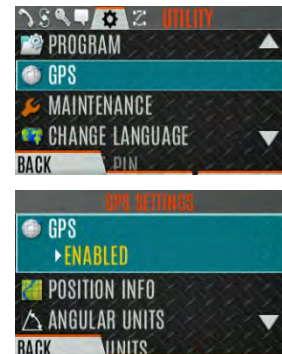 UTILITY
PROGRAM
GPS
MAINTENANCE
CHANGE LANGUAGE
BACK PIN
GPS SETTINGS
GPS
ENABLED
POSITION INFO
ANGULAR UNITS
BACK UNITS